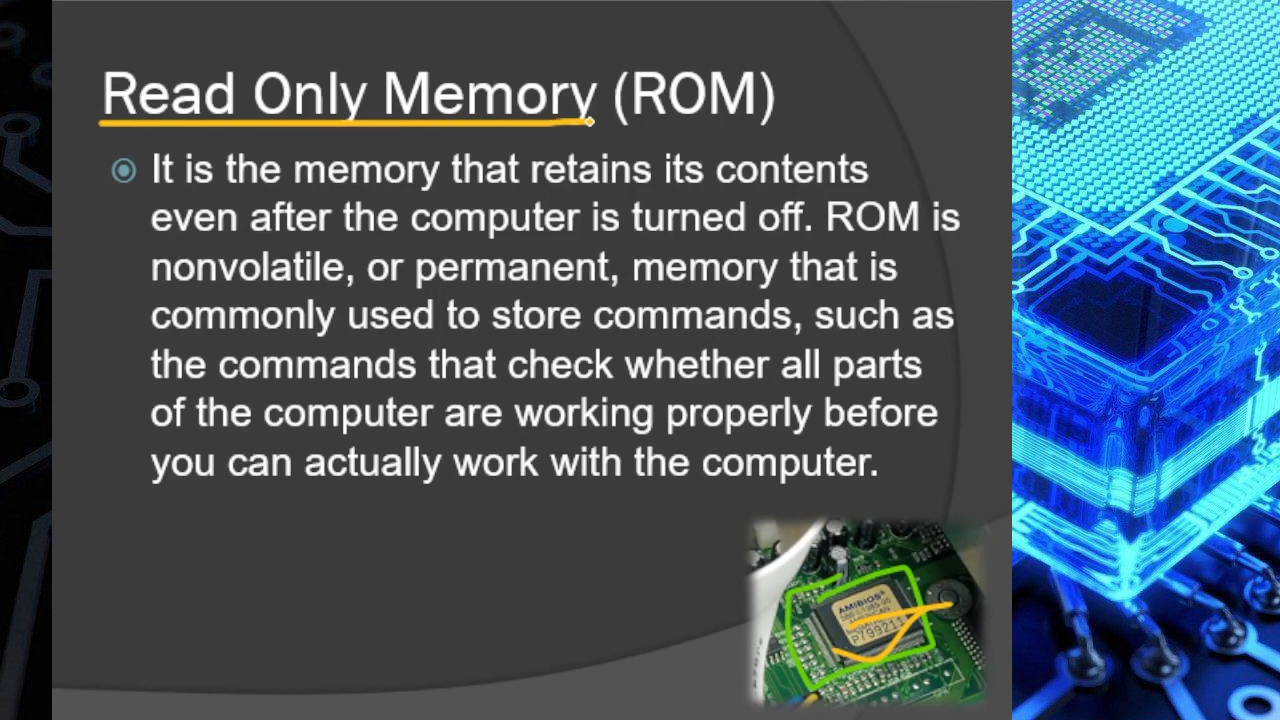 Read Only Memory (ROM)
It is the memory that retains its contents
even after the computer is turned off. ROM is
nonvolatile, or permanent, memory that is
commonly used to store commands, such as
the commands that check whether all parts
of the computer are working properly before
you can actually work with the computer.
AMIBIOS
P799211